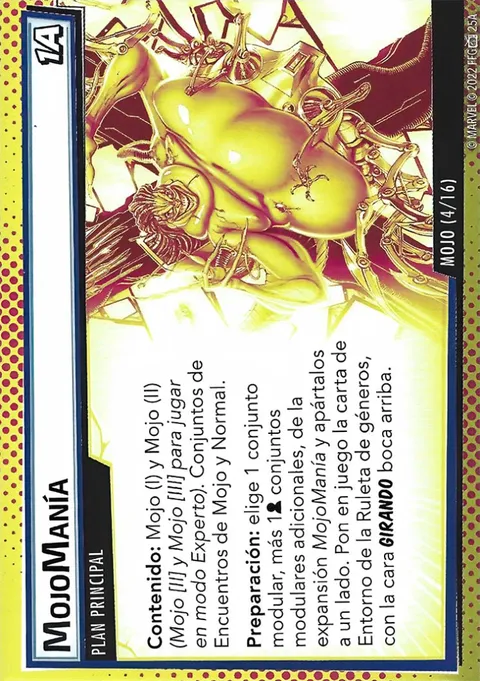 MOJOMANÍA
1A
PLAN PRINCIPAL
Contenido: Mojo (I) y Mojo (II)
(Mojo [II] y Mojo [III] para jugar
en modo Experto). Conjuntos de
Encuentros de Mojo y Normal.
Preparación: elige 1 conjunto
modular, más 1 conjuntos
modulares adicionales, de la
expansión MojoManía y apártalos
a un lado. Pon en juego la carta de
Entorno de la Ruleta de géneros,
con la cara GIRANDO boca arriba.
MOJO (4/16)
© MARVEL © 2022 FFG 25A